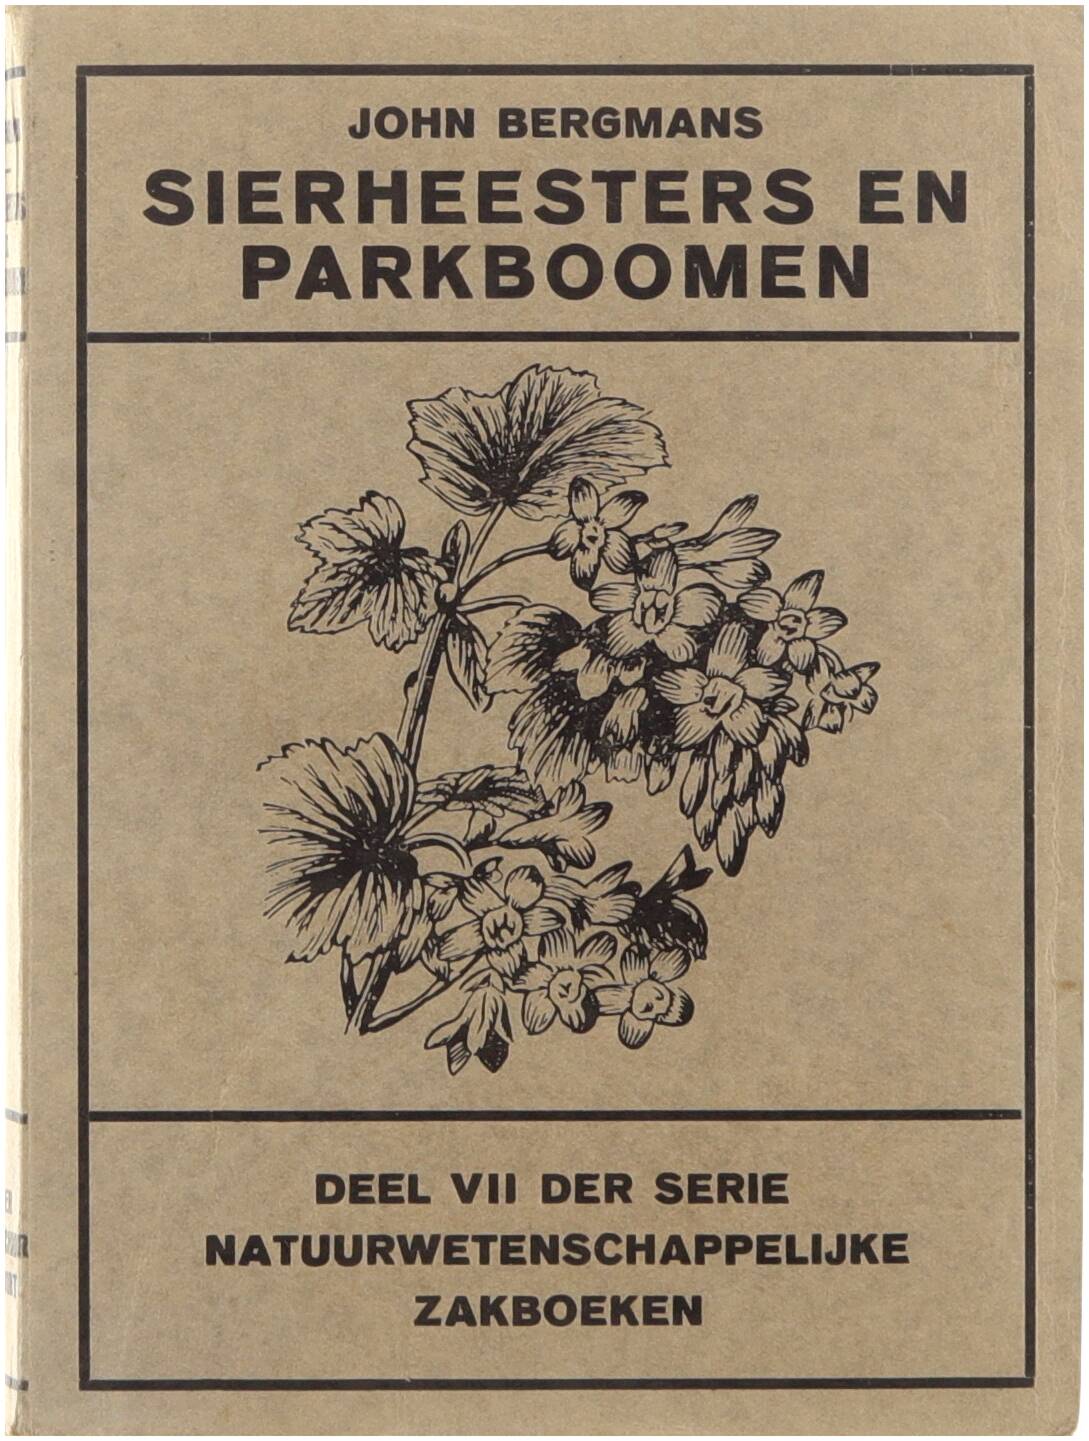 JOHN BERGMANS
SIERHEESTERS EN
PARKBOOMEN
DEEL VII DER SERIE
NATUURWETENSCHAPPELIJKE
ZAKBOEKEN